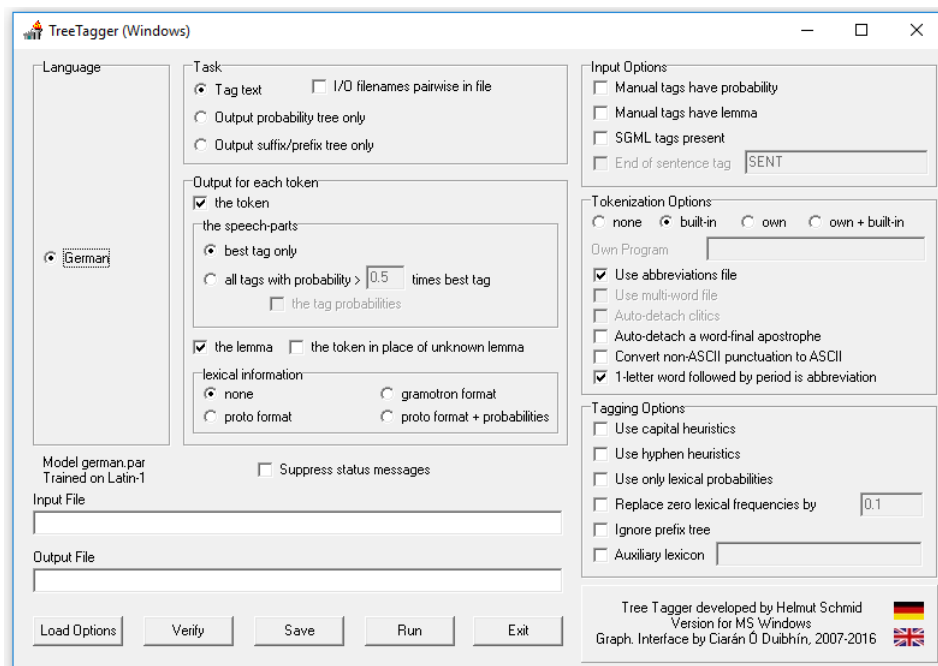 TreeTagger (Windows)
Language
German
Model german.par
Trained on Latin-1
Task
Tag text
I/O filenames pairwise in file
Output probability tree only
Output suffix/prefix tree only
Output for each token
the token
the speech-parts
best tag only
all tags with probability > 0.5 times best tag
the tag probabilities
the lemma
the token in place of unknown lemma
lexical information
none
gramotron format
proto format
proto format + probabilities
Suppress status messages
Input File
Output File
Load Options
Verify
Save
Run
Exit
Input Options
Manual tags have probability
Manual tags have lemma
SGML tags present
End of sentence tag SENT
Tokenization Options
none built-in own own + built-in
Own Program
Use abbreviations file
Use multi-word file
Auto-detach clitics
Auto-detach a word-final apostrophe
Convert non-ASCII punctuation to ASCII
1-letter word followed by period is abbreviation
Tagging Options
Use capital heuristics
Use hyphen heuristics
Use only lexical probabilities
Replace zero lexical frequencies by 0.1
Ignore prefix tree
Auxiliary lexicon
Tree Tagger developed by Helmut Schmid
Version for MS Windows
Graph. Interface by Ciarán Ó Duibhín, 2007-2016